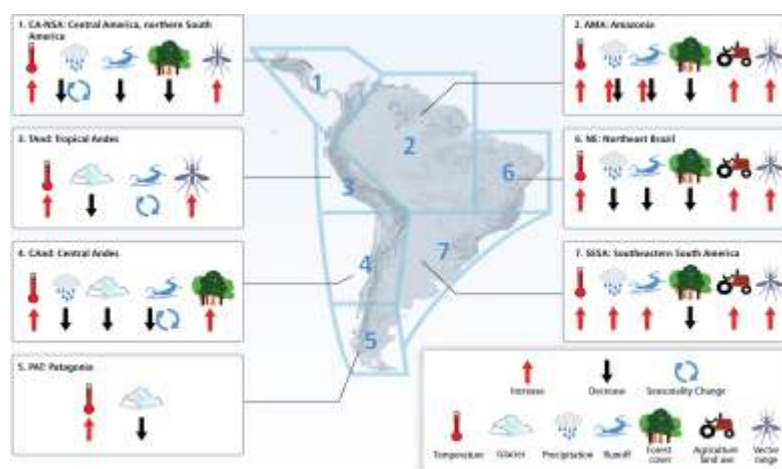 1. CA-NSA: Central America, northern South
America
2. AMA: Amazonia
3. TAnd: Tropical Andes
6. NE: Northeast Brazil
4. CAnd: Central Andes
7. SESA: Southeastern South America
5. PAT: Patagonia
1
2
3
4
5
6
7
Increase
Decrease
Seasonality Change
Temperature
Glacier
Precipitation
Runoff
Forest
cover
Agriculture
land use
Vector
range